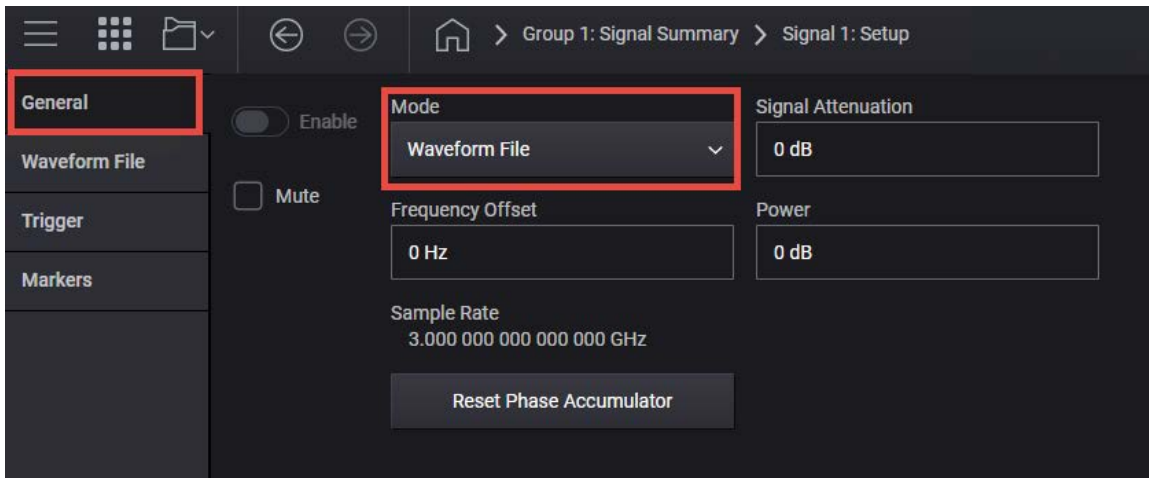 Group 1: Signal Summary Signal 1: Setup
General
Waveform File
Trigger
Markers
Enable
Mute
Mode
Waveform File
Signal Attenuation
0 dB
Frequency Offset
0 Hz
Power
0 dB
Sample Rate
3.000 000 000 000 000 GHz
Reset Phase Accumulator